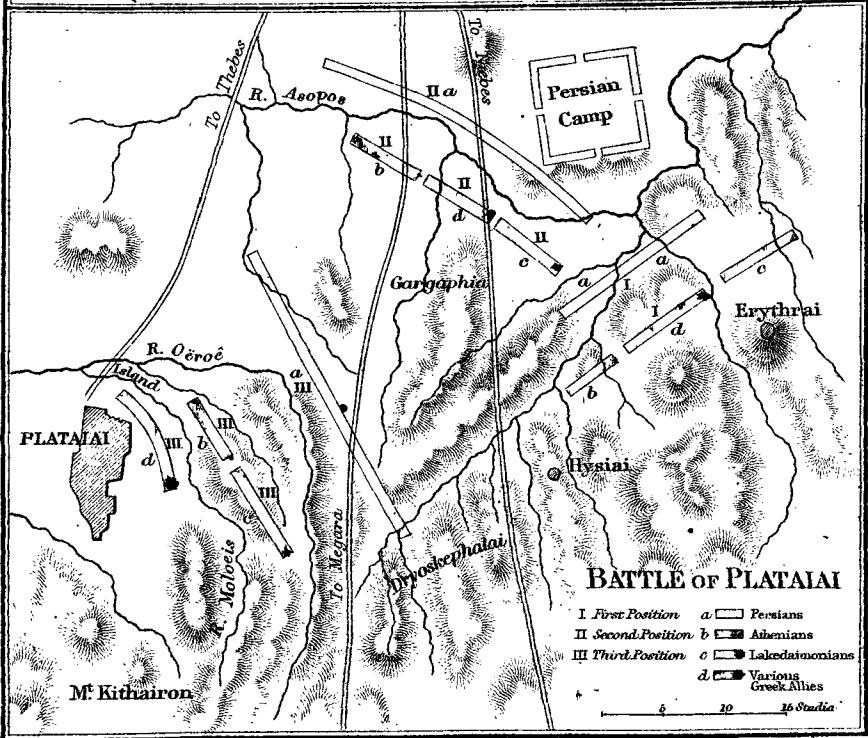 To Thebes
R. Asopos
II a
To Thebes
Persian
Camp
II
b
II
d
II
c
Gargaphia
a
I
a
I
d
b
c
Erythrai
R. Oëroê
Island
a
III
PLATAIAI
III
d
III
b
III
c
Hysiai
To Megara
Dryoskephalai
R. Moloeis
Mt. Kithairon
BATTLE OF PLATAIAI
I First Position a Persians
II Second Position b Athenians
III Third Position c Lakedaimonians
d Various
Greek Allies
5 10 15 Stadia